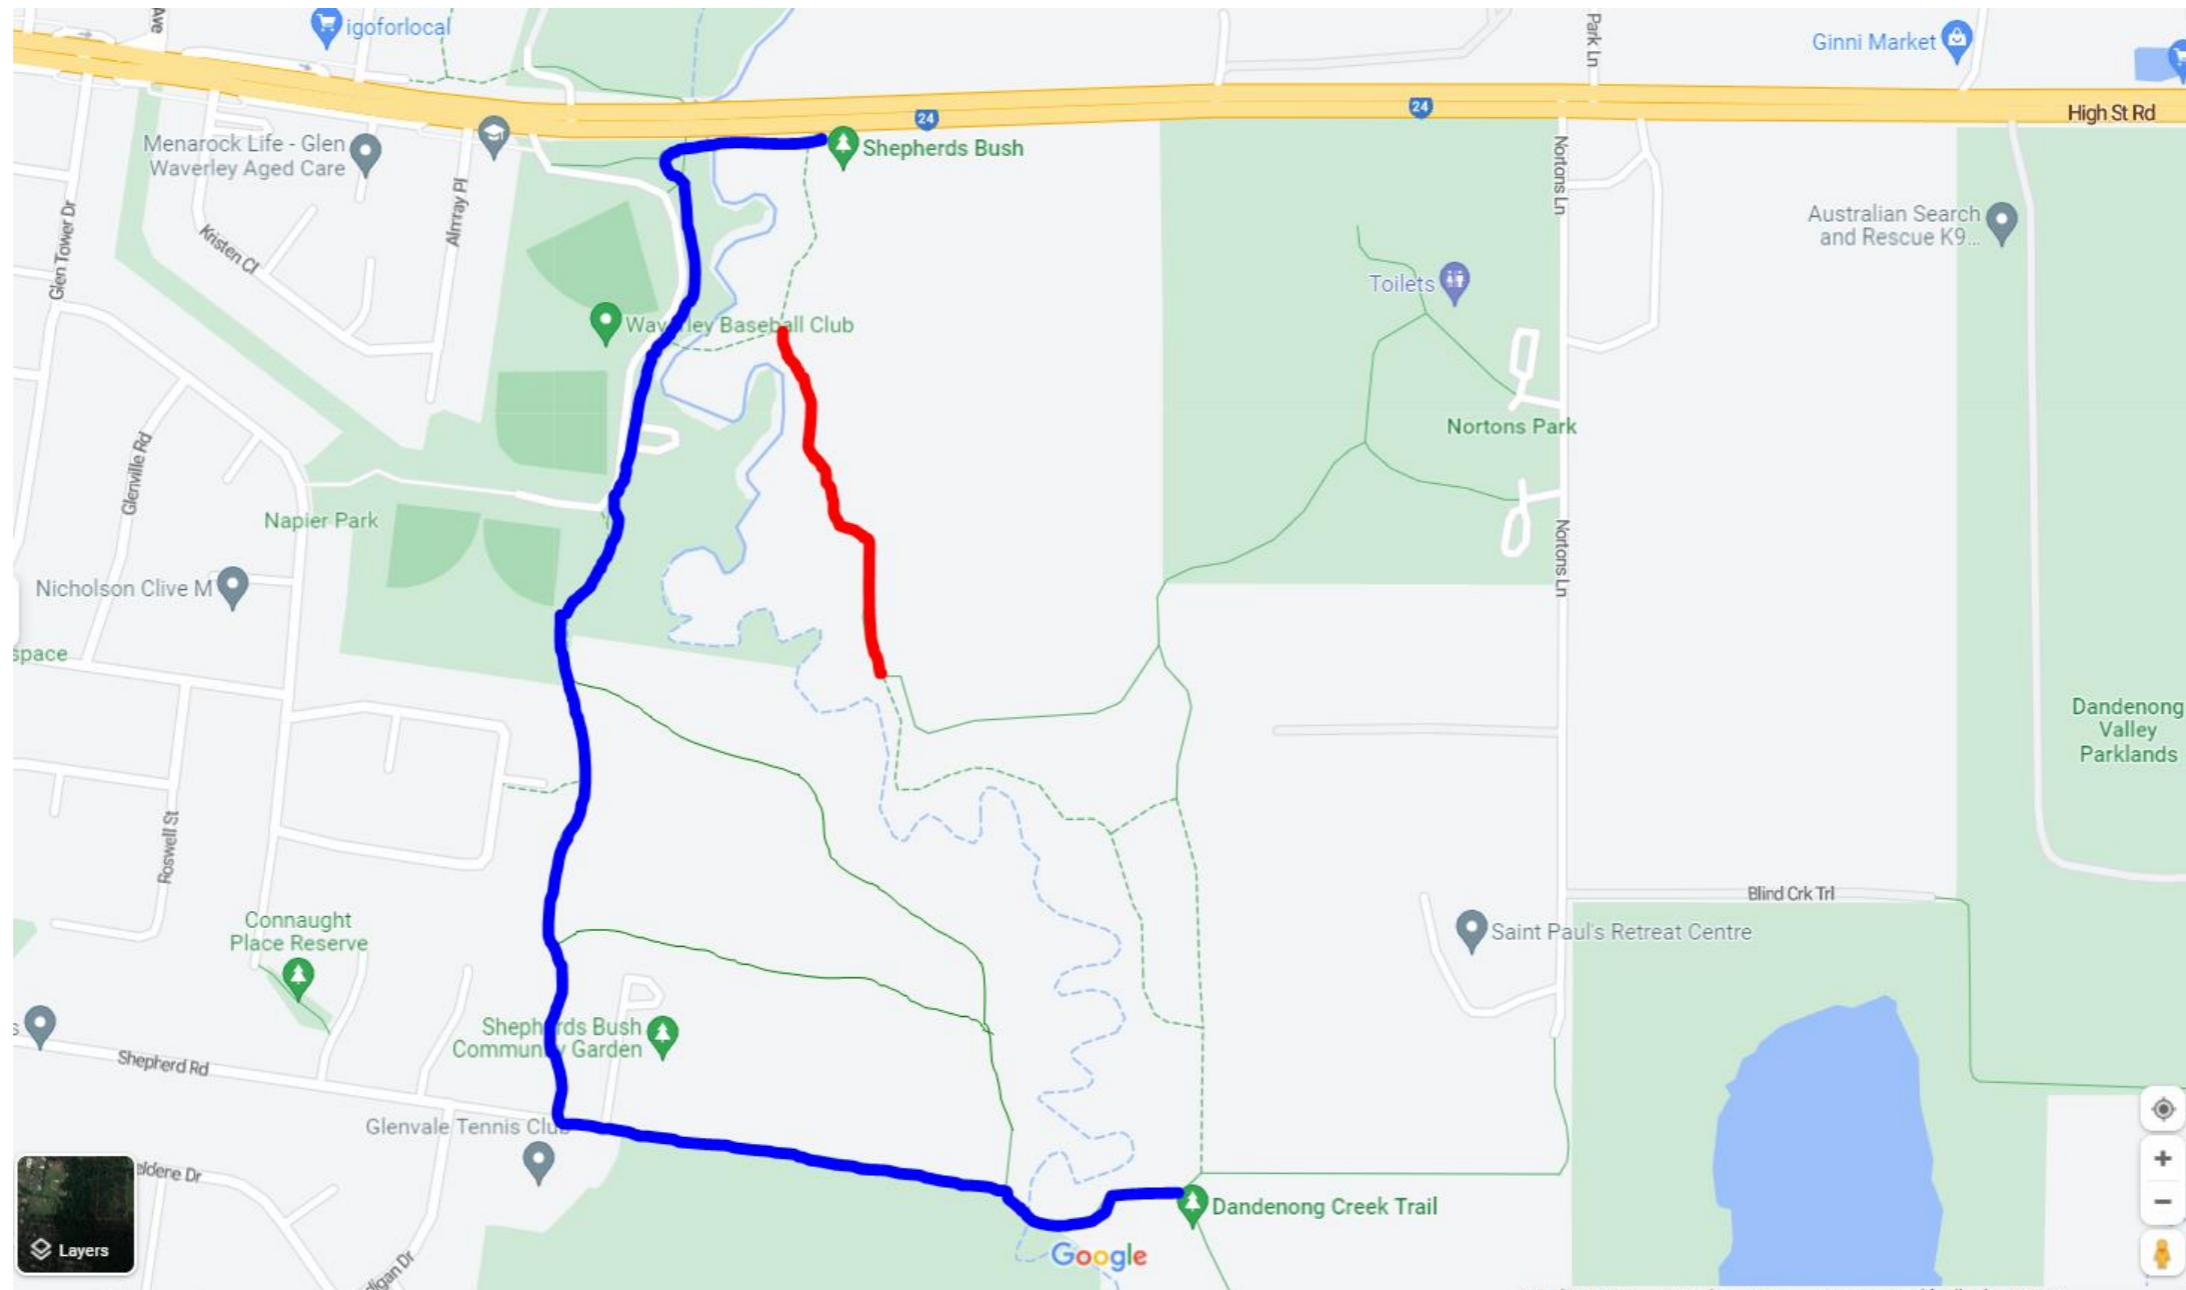 Ave
igoforlocal
Park Ln
Ginni Market
24
24
High St Rd
Menarock Life - Glen
Waverley Aged Care
Shepherds Bush
Nortons Ln
Almray Pl
Glen Tower Dr
Kristen Cl
Australian Search
and Rescue K9...
Toilets
Waverley Baseball Club
Glenville Rd
Nortons Park
Napier Park
Nortons Ln
Nicholson Clive M
space
Dandenong
Valley
Parklands
Roswell St
Blind Crk Trl
Connaught
Place Reserve
Saint Paul's Retreat Centre
s
Shepherds Bush
Community Garden
Shepherd Rd
Glenvale Tennis Club
eldene Dr
Dandenong Creek Trail
Layers
Google
digan Dr